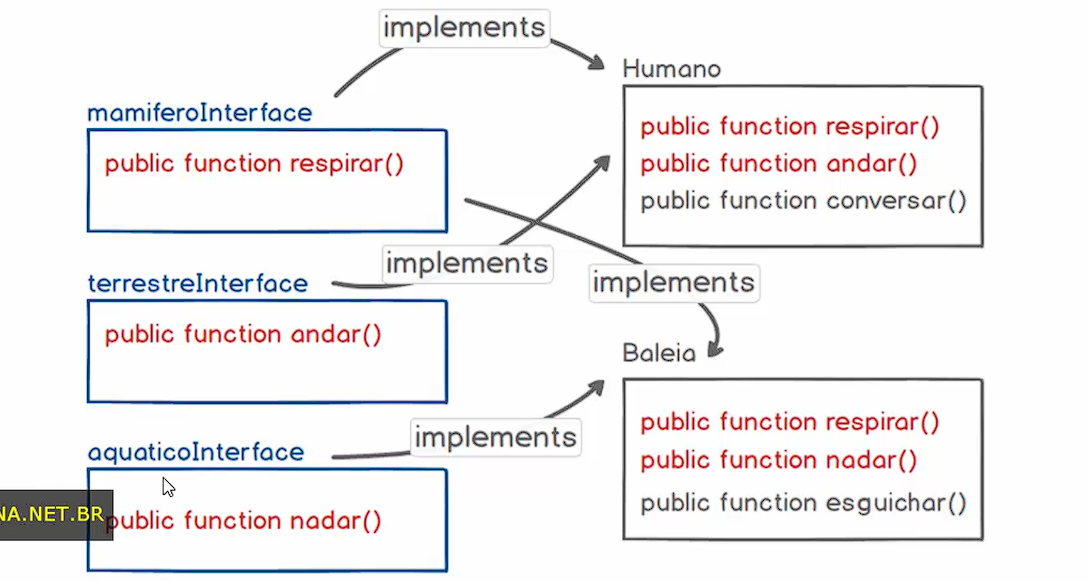 implements
Humano
public function respirar()
public function andar()
public function conversar()
mamiferoInterface
public function respirar()
implements
implements
terrestreInterface
public function andar()
Baleia
public function respirar()
public function nadar()
public function esguichar()
implements
aquaticoInterface
public function nadar()
NA.NET.BR